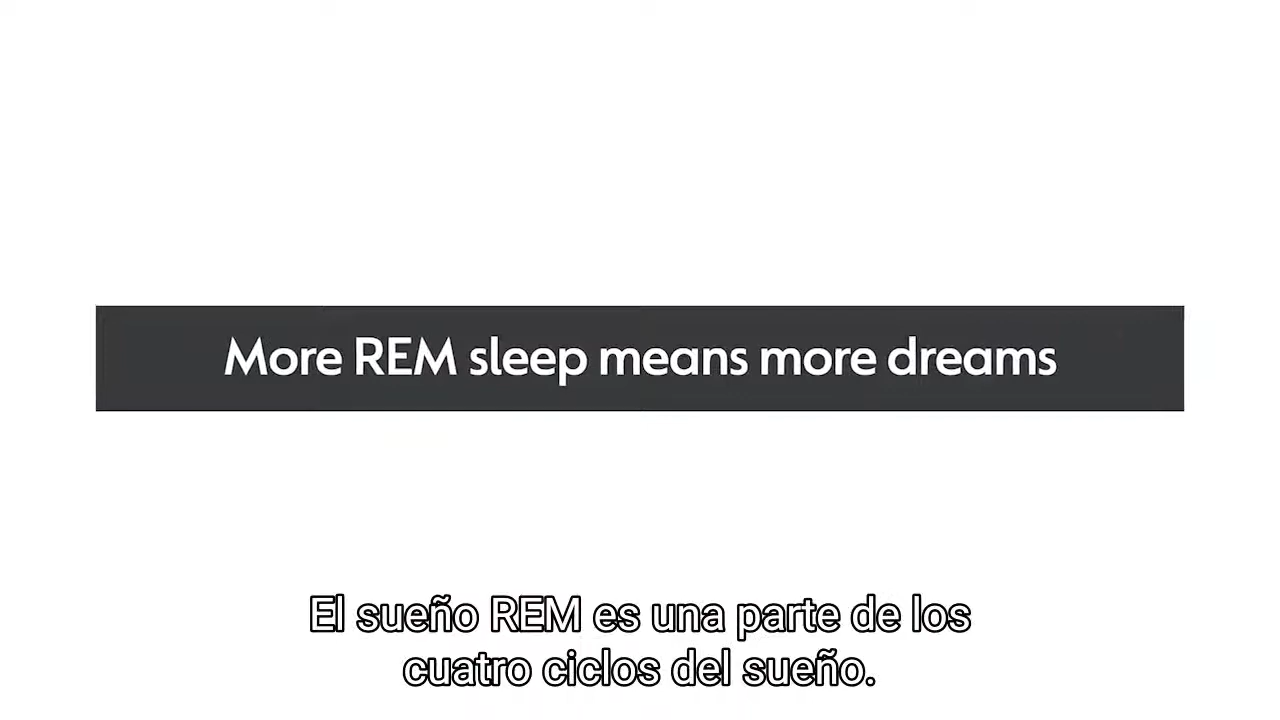 More REM sleep means more dreams
El sueño REM es una parte de los
cuatro ciclos del sueño.